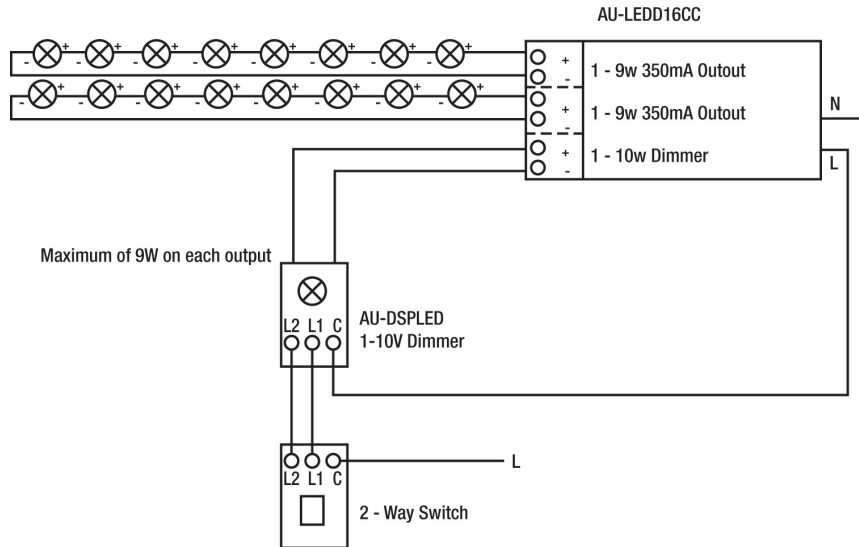 AU-LEDD16CC
+ + + + + + + +
- - - - - - - -
+ 1 - 9w 350mA Outout
-
+ + + + + + + +
- - - - - - - -
+ 1 - 9w 350mA Outout
-
N
+ 1 - 10w Dimmer
-
L
Maximum of 9W on each output
AU-DSPLED
1-10V Dimmer
L2 L1 C
L
L2 L1 C
2 - Way Switch